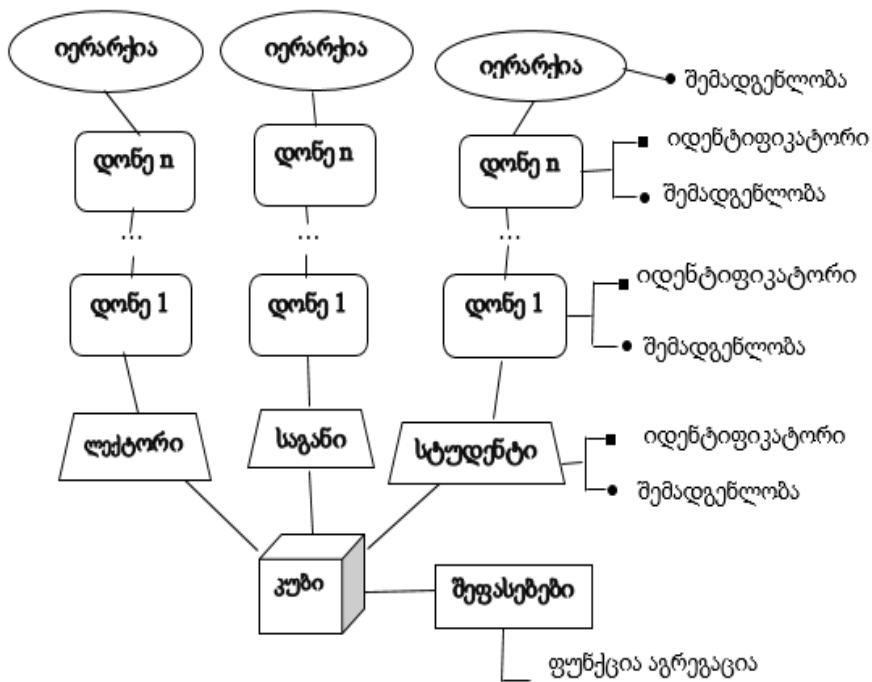 იერარქია იერარქია იერარქია
შემადგენლობა
დონე n დონე n დონე n
იდენტიფიკატორი
შემადგენლობა
... ... ...
დონე 1 დონე 1 დონე 1
იდენტიფიკატორი
შემადგენლობა
ლექტორი საგანი სტუდენტი
იდენტიფიკატორი
შემადგენლობა
კუბი შეფასებები
ფუნქცია აგრეგაცია